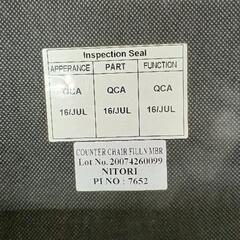 Inspection Seal
APPERANCE PART FUNCTION
QCA QCA QCA
16/JUL 16/JUL 16/JUL
COUNTER CHAIR FILLN MBR
Lot No. 20074260099
NITORI
PI NO : 7652